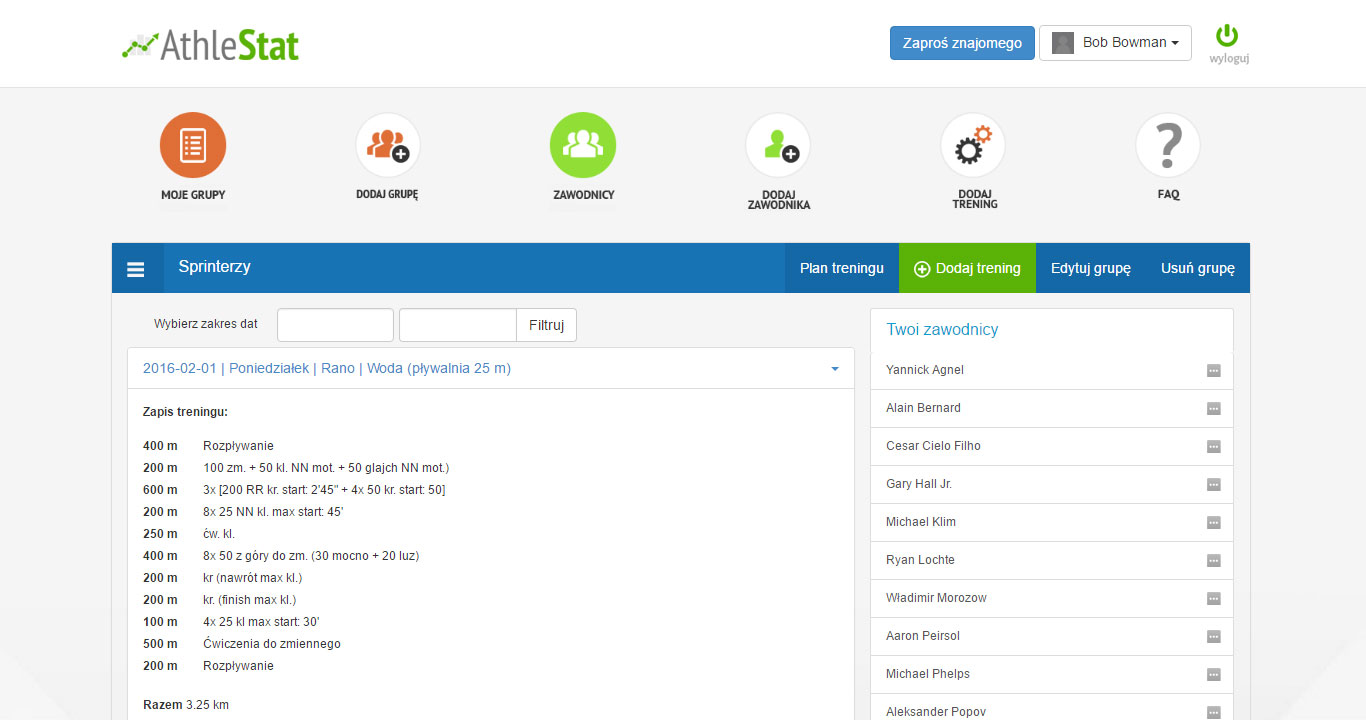 AthleStat
Zaproś znajomego
Bob Bowman
wyloguj
MOJE GRUPY
DODAJ GRUPĘ
ZAWODNICY
DODAJ
ZAWODNIKA
DODAJ
TRENING
FAQ
Sprinterzy
Plan treningu
Dodaj trening
Edytuj grupę
Usuń grupę
Wybierz zakres dat
Filtruj
2016-02-01 | Poniedziałek | Rano | Woda (pływalnia 25 m)
Zapis treningu:
400 m Rozpływanie
200 m 100 zm. + 50 kl. NN mot. + 50 glajch NN mot.)
600 m 3x [200 RR kr. start: 2'45" + 4x 50 kr. start: 50]
200 m 8x 25 NN kl. max start: 45'
250 m ćw. kl.
400 m 8x 50 z góry do zm. (30 mocno + 20 luz)
200 m kr (nawrót max kl.)
200 m kr. (finish max kl.)
100 m 4x 25 kl max start: 30'
500 m Ćwiczenia do zmiennego
200 m Rozpływanie
Razem 3.25 km
Twoi zawodnicy
Yannick Agnel
Alain Bernard
Cesar Cielo Filho
Gary Hall Jr.
Michael Klim
Ryan Lochte
Władimir Morozow
Aaron Peirsol
Michael Phelps
Aleksander Popov